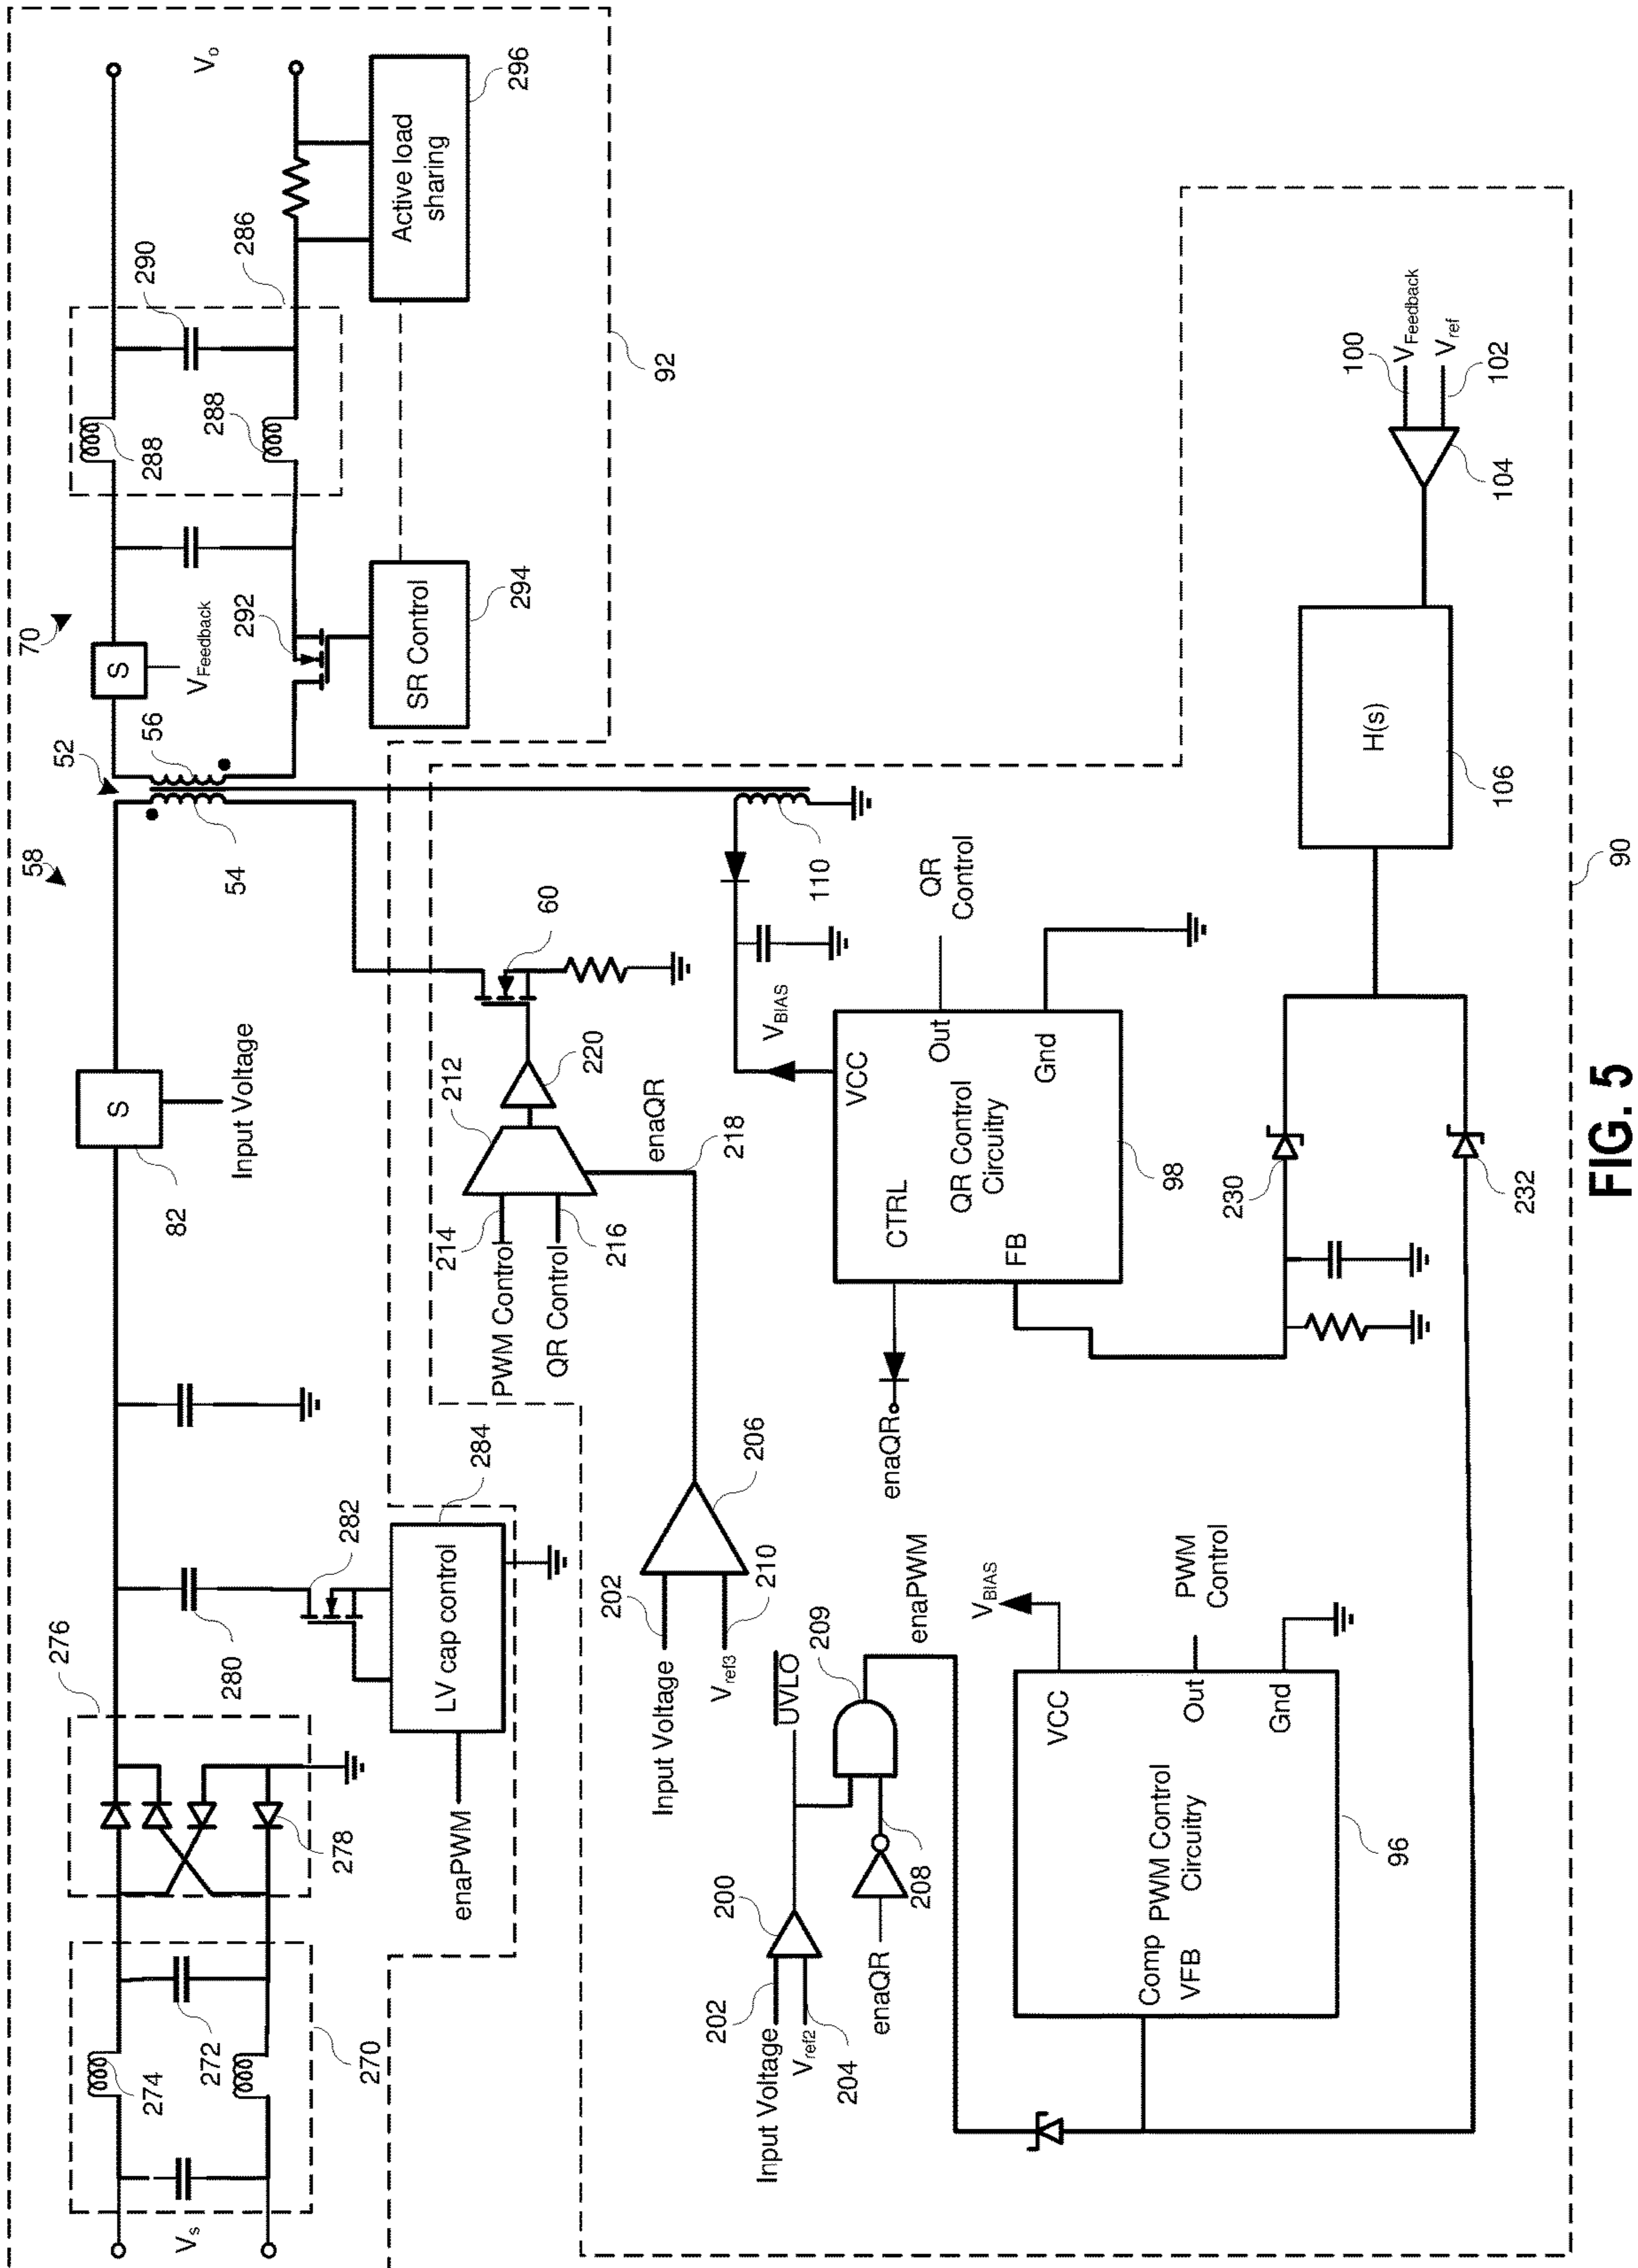 Vs
274
272
270
276
278
280
282
LV cap control
284
enaPWM
S
82
Input Voltage
58
52
54
56
70
S
VFeedback
292
SR Control
294
288
288
290
286
Active load
sharing
296
Vo
92
PWM Control
214
QR Control
216
212
220
60
enaQR
218
Input Voltage
202
Vref3
210
206
Input Voltage
202
Vref2
204
200
UVLO
enaQR
208
209
enaPWM
VBIAS
VCC
Comp
PWM Control
Circuitry
VFB
Out
Gnd
PWM
Control
96
enaQR
CTRL
FB
QR Control
Circuitry
VCC
Out
Gnd
VBIAS
QR
Control
98
110
230
232
H(s)
106
100
VFeedback
Vref
102
104
90
FIG. 5